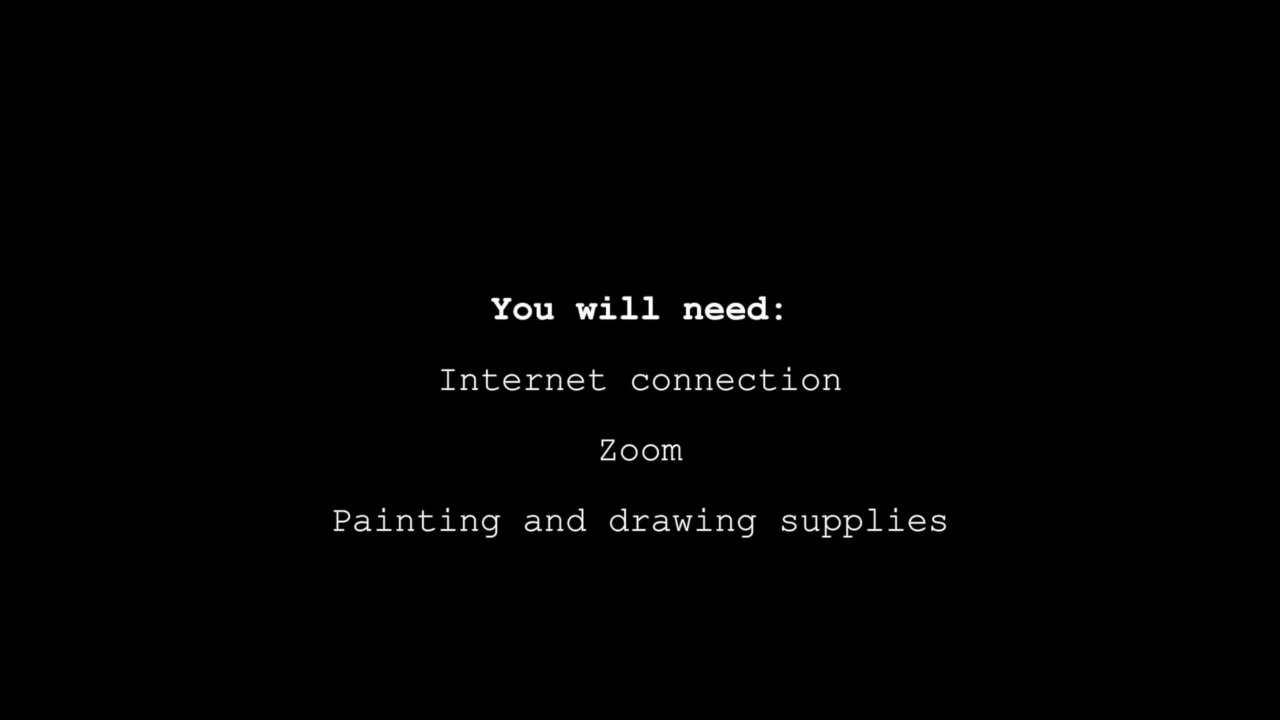 You will need:
Internet connection
Zoom
Painting and drawing supplies